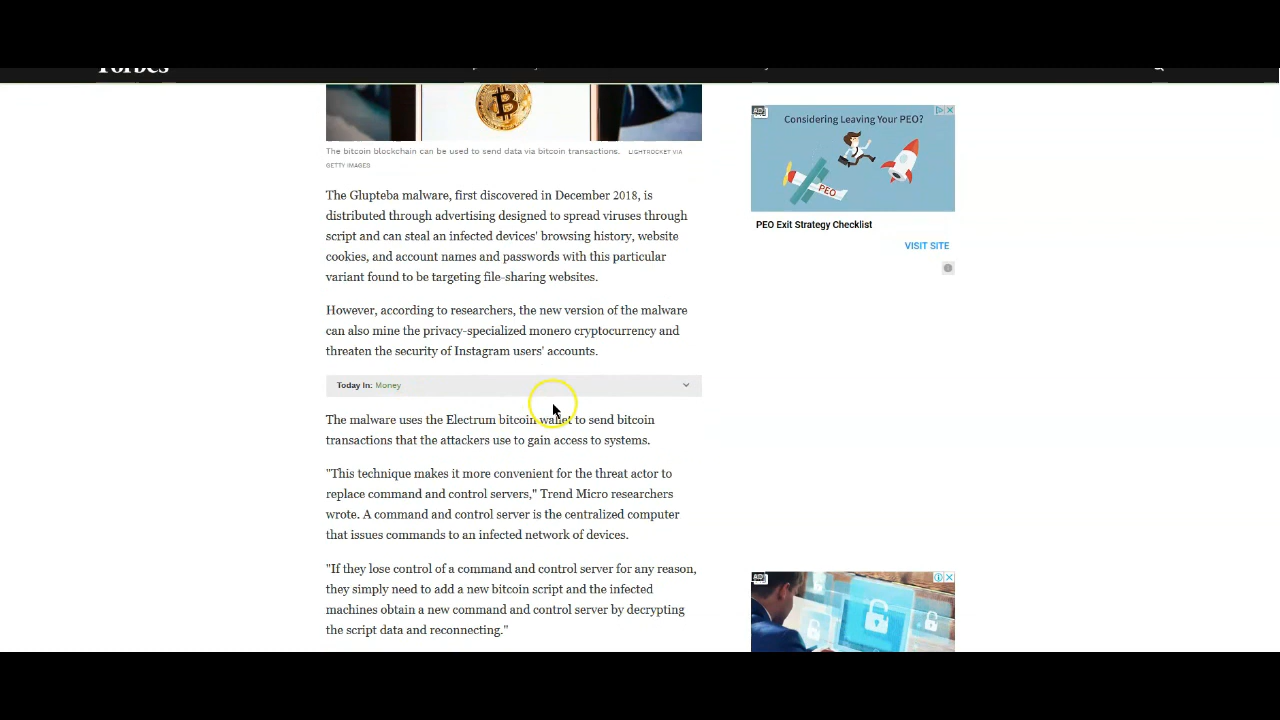 Forbes
The bitcoin blockchain can be used to send data via bitcoin transactions. LIGHTROCKET VIA
GETTY IMAGES
The Glupteba malware, first discovered in December 2018, is
distributed through advertising designed to spread viruses through
script and can steal an infected devices' browsing history, website
cookies, and account names and passwords with this particular
variant found to be targeting file-sharing websites.
However, according to researchers, the new version of the malware
can also mine the privacy-specialized monero cryptocurrency and
threaten the security of Instagram users' accounts.
Today In: Money
The malware uses the Electrum bitcoin wallet to send bitcoin
transactions that the attackers use to gain access to systems.
"This technique makes it more convenient for the threat actor to
replace command and control servers," Trend Micro researchers
wrote. A command and control server is the centralized computer
that issues commands to an infected network of devices.
"If they lose control of a command and control server for any reason,
they simply need to add a new bitcoin script and the infected
machines obtain a new command and control server by decrypting
the script data and reconnecting."
AD
Considering Leaving Your PEO?
PEO
PEO Exit Strategy Checklist
VISIT SITE
AD